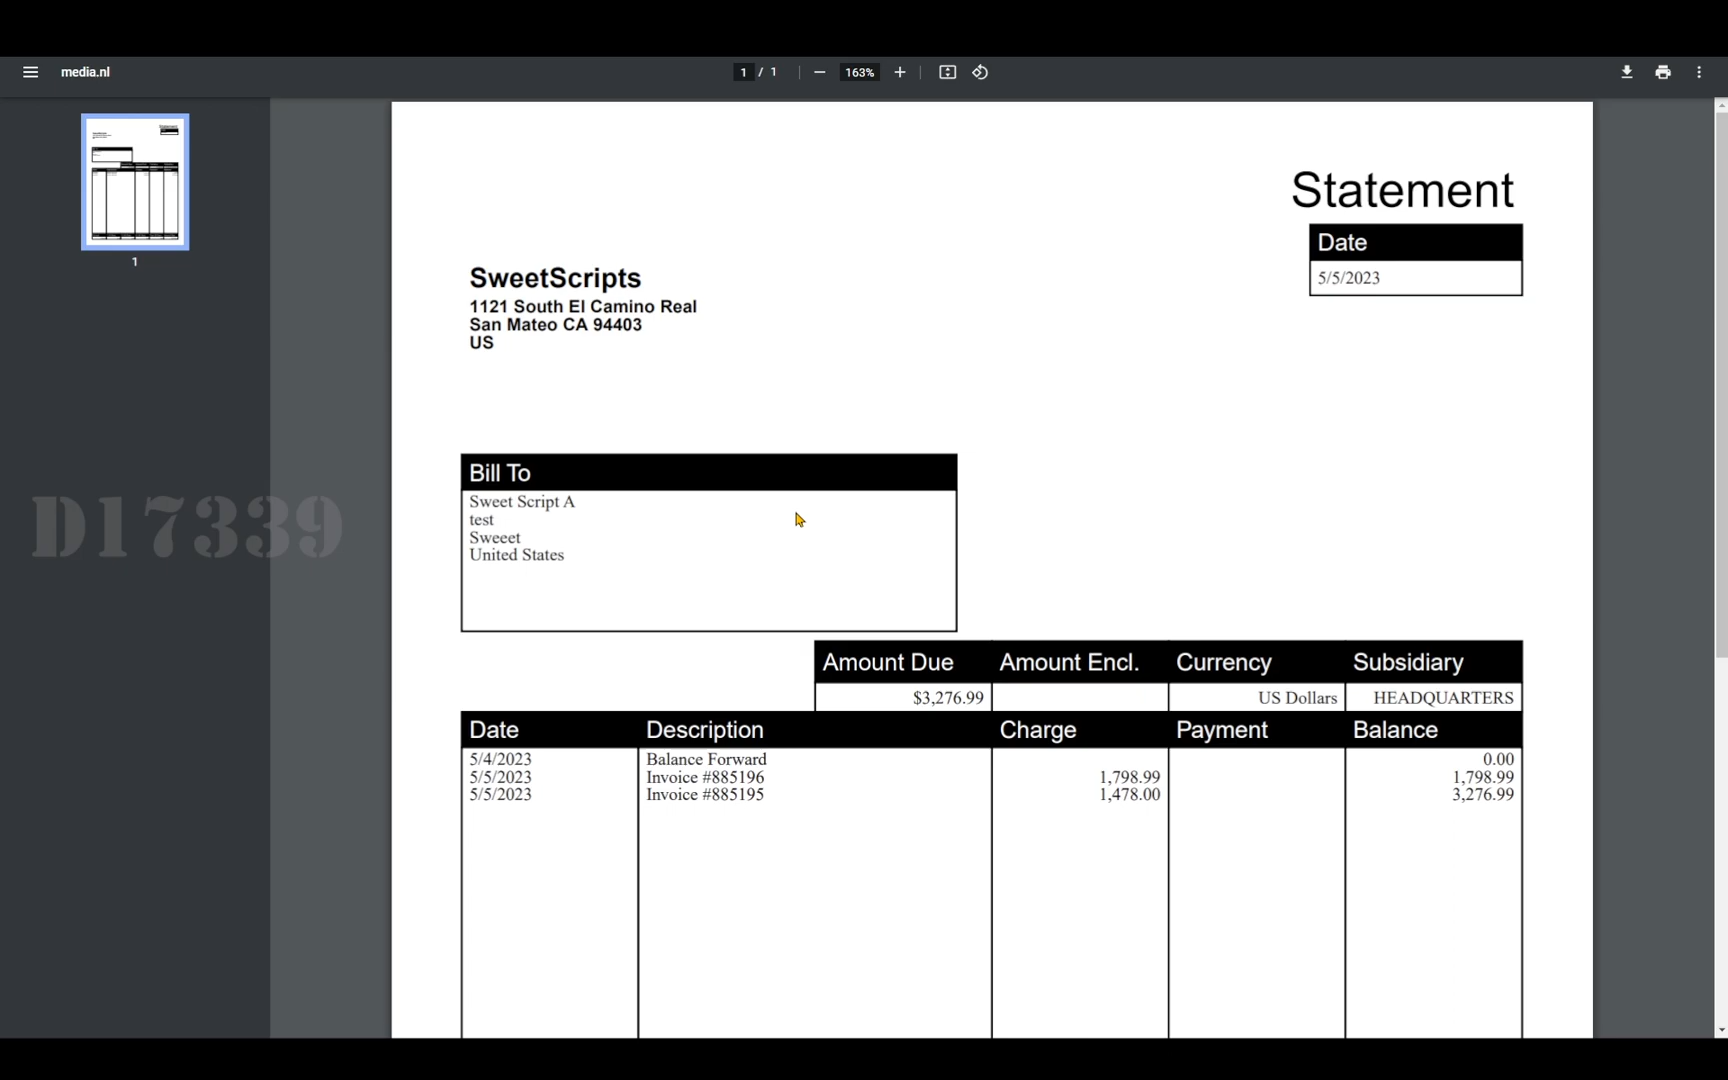 media.nl
1 / 1
163%
1
D17339
Statement
Date
5/5/2023
SweetScripts
1121 South El Camino Real
San Mateo CA 94403
US
Bill To
Sweet Script A
test
Sweeet
United States
Amount Due Amount Encl. Currency Subsidiary
$3,276.99 US Dollars HEADQUARTERS
Date Description Charge Payment Balance
5/4/2023 Balance Forward 0.00
5/5/2023 Invoice #885196 1,798.99 1,798.99
5/5/2023 Invoice #885195 1,478.00 3,276.99